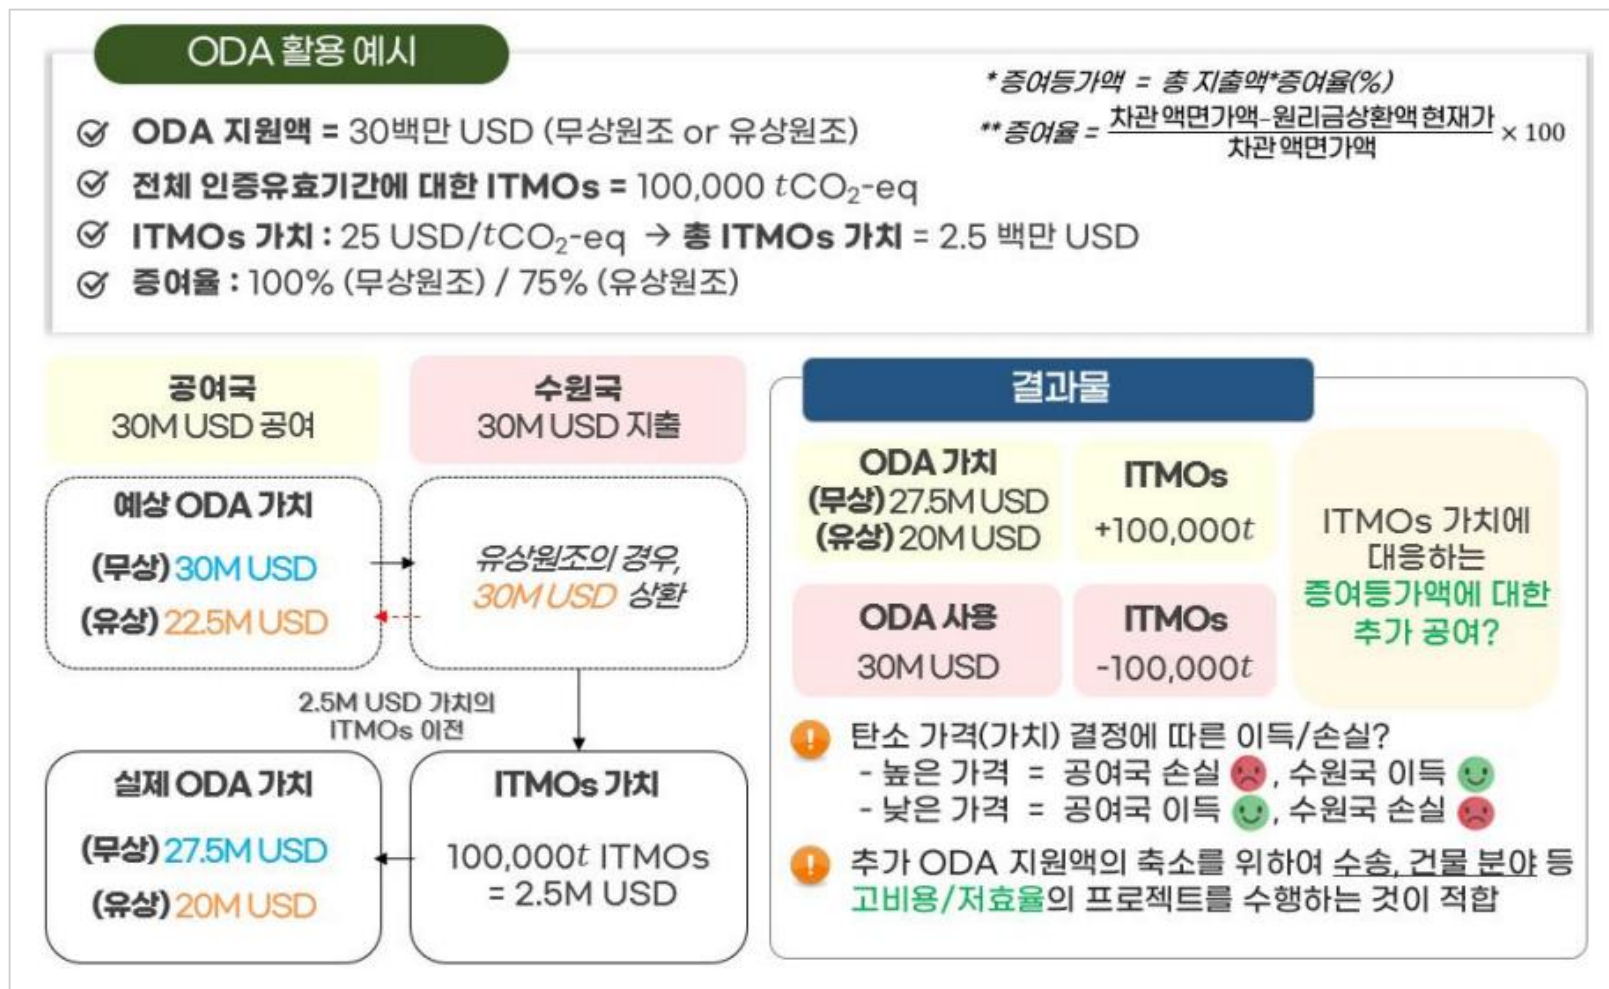 ODA 활용 예시
* 증여등가액 = 총 지출액*증여율(%)
** 증여율 = 차관 액면가액-원리금상환액 현재가 / 차관 액면가액 × 100
ODA 지원액 = 30백만 USD (무상원조 or 유상원조)
전체 인증유효기간에 대한 ITMOs = 100,000 tCO₂-eq
ITMOs 가치 : 25 USD/tCO₂-eq → 총 ITMOs 가치 = 2.5 백만 USD
증여율 : 100% (무상원조) / 75% (유상원조)
공여국
30M USD 공여
수원국
30M USD 지출
예상 ODA 가치
(무상) 30M USD
(유상) 22.5M USD
유상원조의 경우,
30M USD 상환
2.5M USD 가치의
ITMOs 이전
실제 ODA 가치
(무상) 27.5M USD
(유상) 20M USD
ITMOs 가치
100,000t ITMOs
= 2.5M USD
결과물
ODA 가치
(무상) 27.5M USD
(유상) 20M USD
ITMOs
+100,000t
ODA 사용
30M USD
ITMOs
-100,000t
ITMOs 가치에
대응하는
증여등가액에 대한
추가 공여?
! 탄소 가격(가치) 결정에 따른 이득/손실?
- 높은 가격 = 공여국 손실 , 수원국 이득
- 낮은 가격 = 공여국 이득 , 수원국 손실
! 추가 ODA 지원액의 축소를 위하여 수송, 건물 분야 등
고비용/저효율의 프로젝트를 수행하는 것이 적합